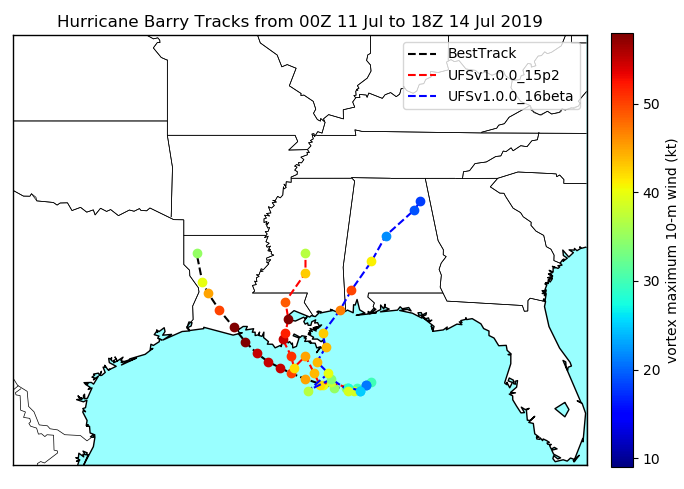 Hurricane Barry Tracks from 00Z 11 Jul to 18Z 14 Jul 2019
BestTrack
UFSv1.0.0_15p2
UFSv1.0.0_16beta
50
40
30
20
10
vortex maximum 10-m wind (kt)